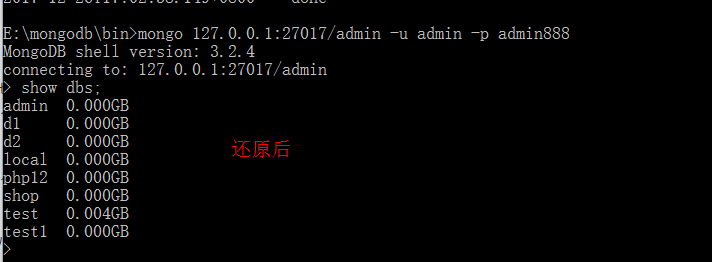 E:\mongodb\bin>mongo 127.0.0.1:27017/admin -u admin -p admin888
MongoDB shell version: 3.2.4
connecting to: 127.0.0.1:27017/admin
> show dbs;
admin  0.000GB
d1     0.000GB
d2     0.000GB
还原后
local  0.000GB
php12  0.000GB
shop   0.000GB
test   0.004GB
test1  0.000GB
>